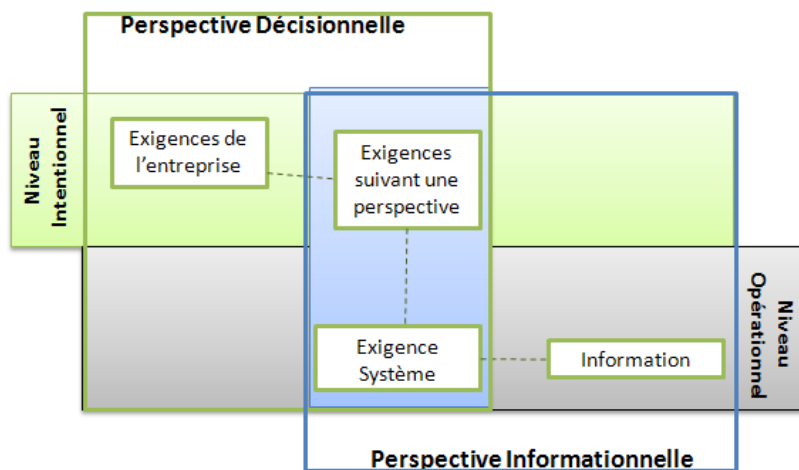 Perspective Décisionnelle
Niveau
Intentionnel
Exigences de
l'entreprise
Exigences
suivant une
perspective
Exigence
Système
Information
Niveau
Opérationnel
Perspective Informationnelle